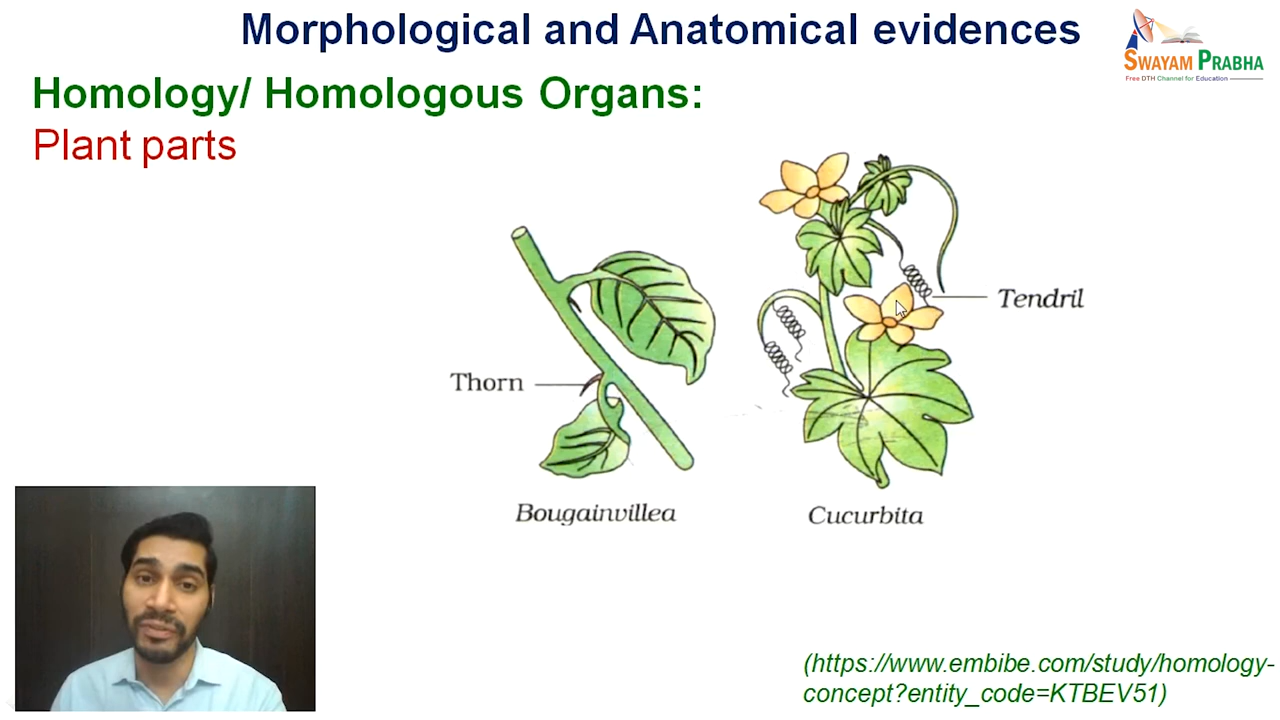 Morphological and Anatomical evidences
SWAYAM PRABHA
Free DTH Channel for Education
Homology/ Homologous Organs:
Plant parts
Tendril
Thorn
Bougainvillea
Cucurbita
(https://www.embibe.com/study/homology-
concept?entity_code=KTBEV51)